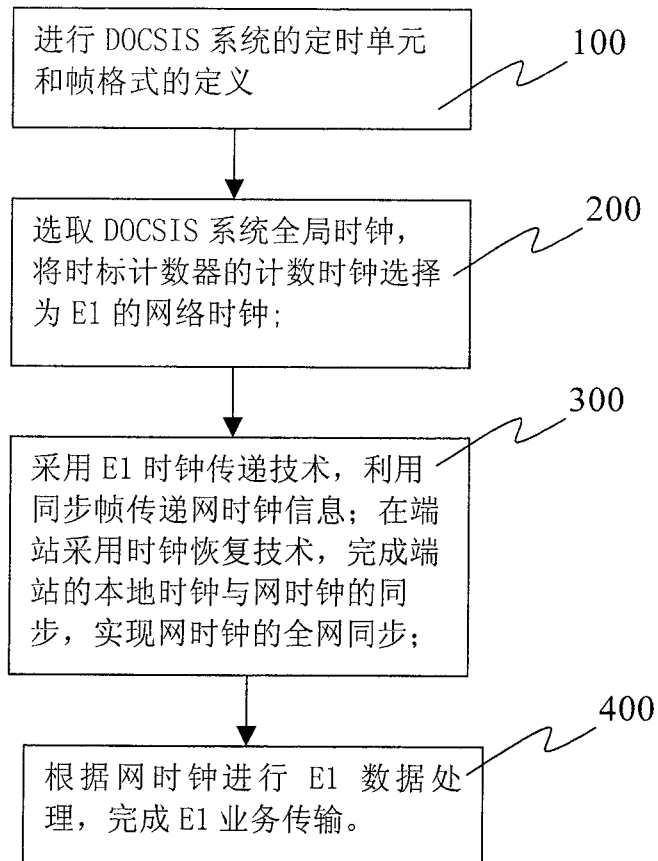 进行 DOCSIS 系统的定时单元
和帧格式的定义
100
选取 DOCSIS 系统全局时钟，
将时标计数器的计数时钟选择
为 E1 的网络时钟；
200
采用 E1 时钟传递技术，利用
同步帧传递网时钟信息；在端
站采用时钟恢复技术，完成端
站的本地时钟与网时钟的同
步，实现网时钟的全网同步；
300
根据网时钟进行 E1 数据处
理，完成 E1 业务传输。
400